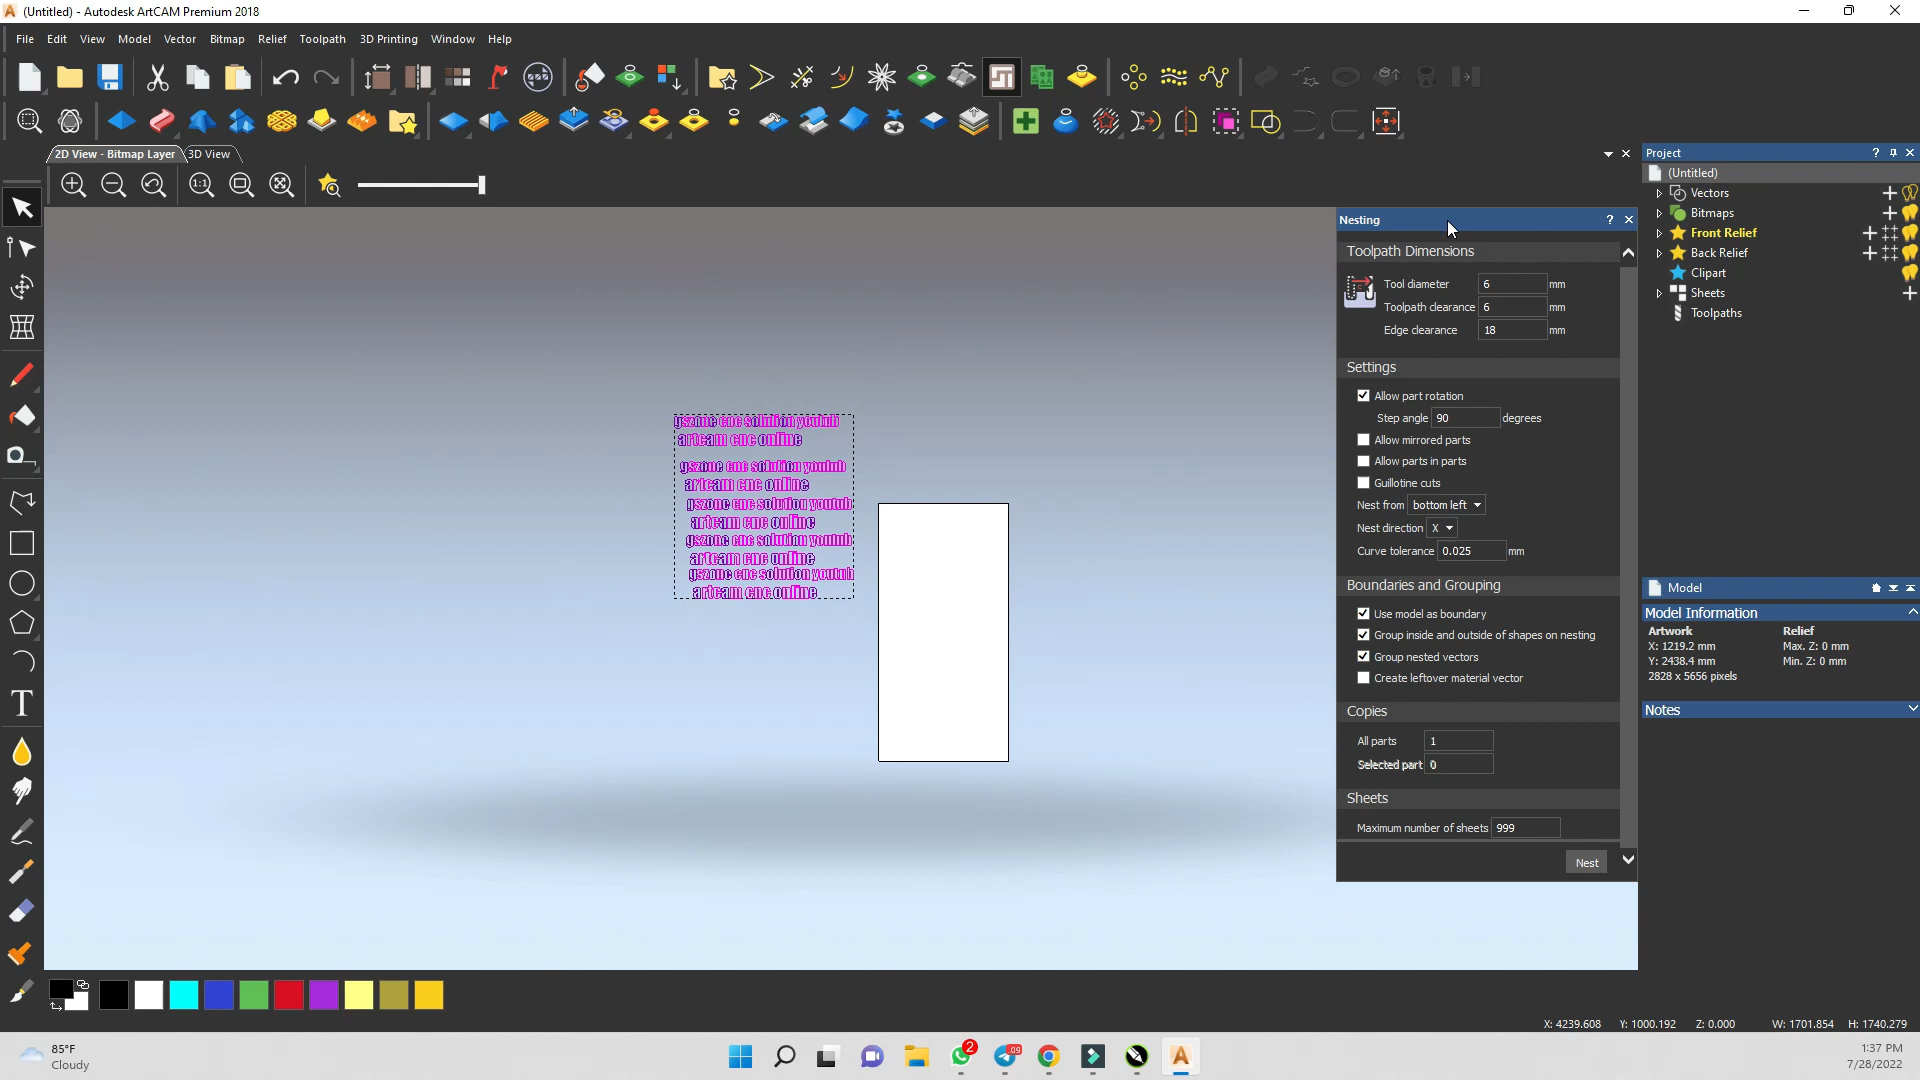 (Untitled) - Autodesk ArtCAM Premium 2018
File Edit View Model Vector Bitmap Relief Toolpath 3D Printing Window Help
2D View - Bitmap Layer
3D View
1:1
gszone cnc solution youtub
artcam cnc online
gszone cnc solution youtub
artcam cnc online
gszone cnc solution youtub
artcam cnc online
gszone cnc solution youtub
artcam cnc online
gszone cnc solution youtub
artcam cnc online
Nesting
Toolpath Dimensions
Tool diameter 6 mm
Toolpath clearance 6 mm
Edge clearance 18 mm
Settings
Allow part rotation
Step angle 90 degrees
Allow mirrored parts
Allow parts in parts
Guillotine cuts
Nest from bottom left
Nest direction X
Curve tolerance 0.025 mm
Boundaries and Grouping
Use model as boundary
Group inside and outside of shapes on nesting
Group nested vectors
Create leftover material vector
Copies
All parts 1
Selected part 0
Sheets
Maximum number of sheets 999
Nest
Project
(Untitled)
Vectors
Bitmaps
Front Relief
Back Relief
Clipart
Sheets
Toolpaths
Model
Model Information
Artwork Relief
X: 1219.2 mm Max. Z: 0 mm
Y: 2438.4 mm Min. Z: 0 mm
2828 x 5656 pixels
Notes
X: 4239.608 Y: 1000.192 Z: 0.000 W: 1701.854 H: 1740.279
85°F
Cloudy
2
.09
1:37 PM
7/28/2022